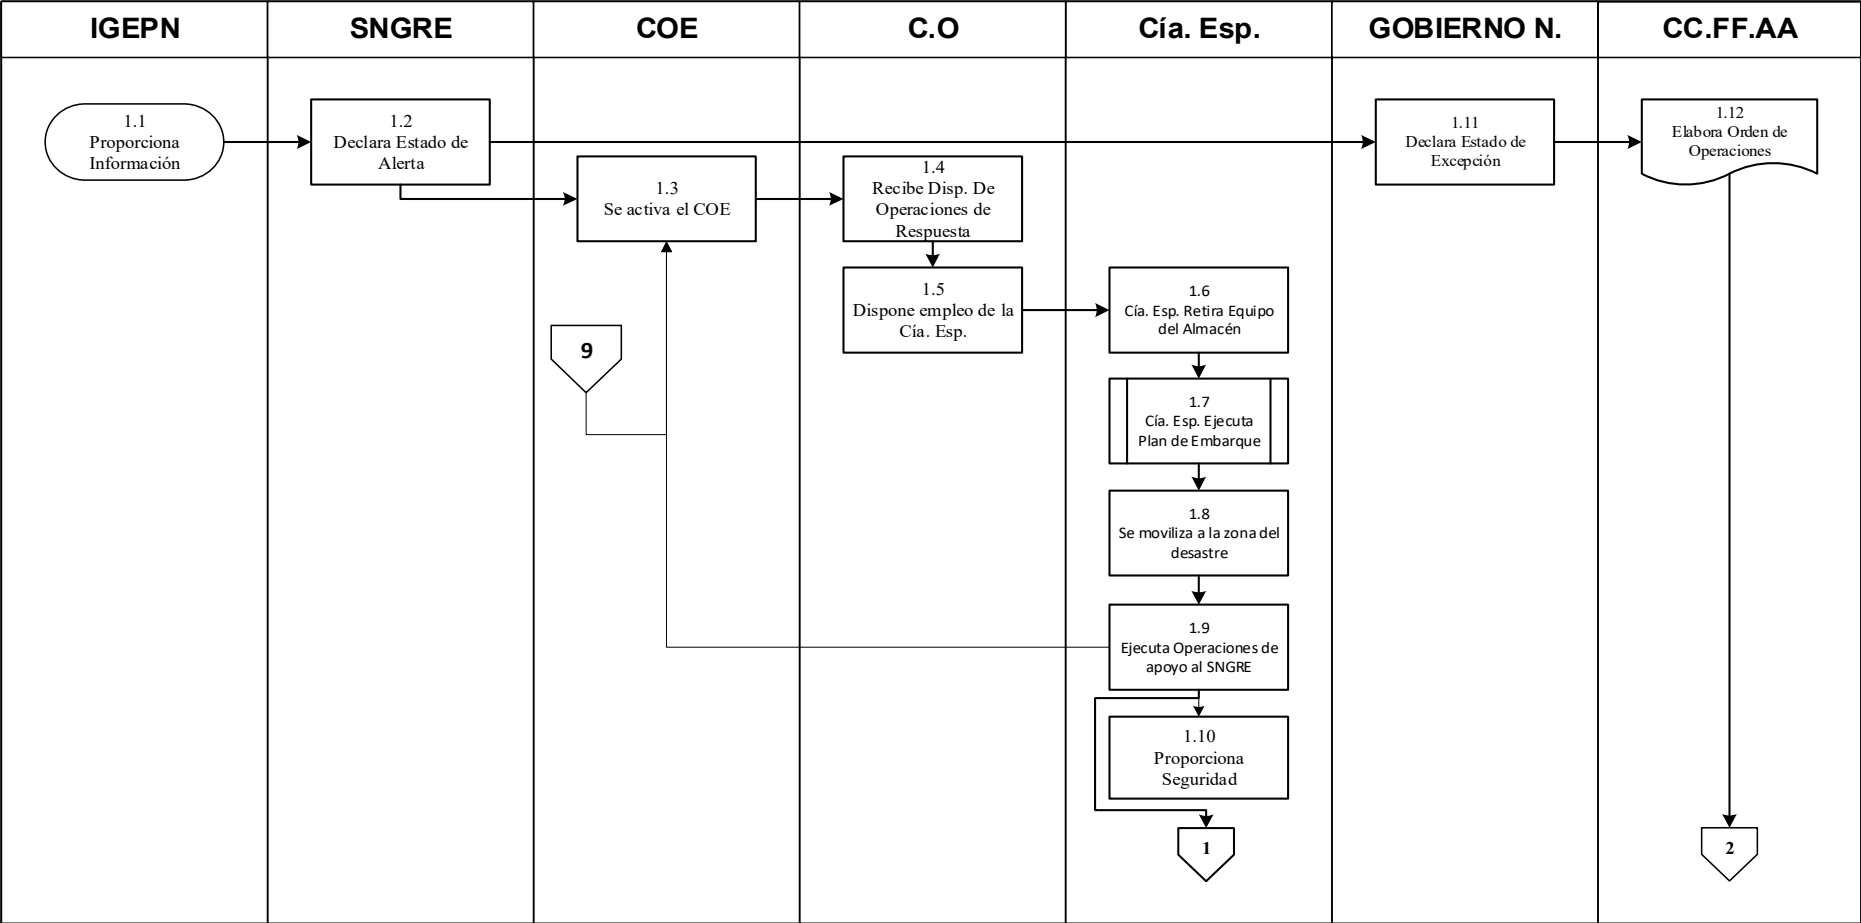 IGEPN
SNGRE
COE
C.O
Cía. Esp.
GOBIERNO N.
CC.FF.AA
1.1
Proporciona
Información
1.2
Declara Estado de
Alerta
1.3
Se activa el COE
1.4
Recibe Disp. De
Operaciones de
Respuesta
1.5
Dispone empleo de la
Cía. Esp.
1.6
Cía. Esp. Retira Equipo
del Almacén
1.7
Cía. Esp. Ejecuta
Plan de Embarque
1.8
Se moviliza a la zona del
desastre
1.9
Ejecuta Operaciones de
apoyo al SNGRE
1.10
Proporciona
Seguridad
1.11
Declara Estado de
Excepción
1.12
Elabora Orden de
Operaciones
9
1
2